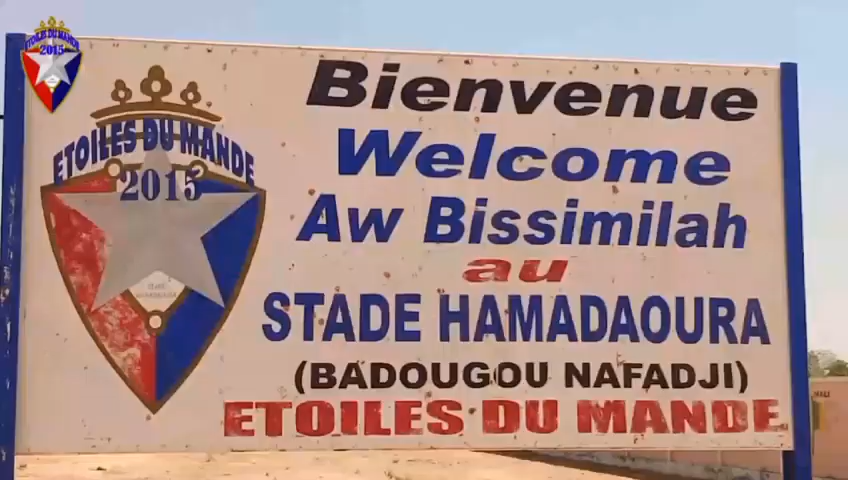 ETOILES DU MANDE
2015
ETOILES DU MANDE
2015
Bienvenue
Welcome
Aw Bissimilah
au
STADE HAMADAOURA
(BADOUGOU NAFADJI)
ETOILES DU MANDE